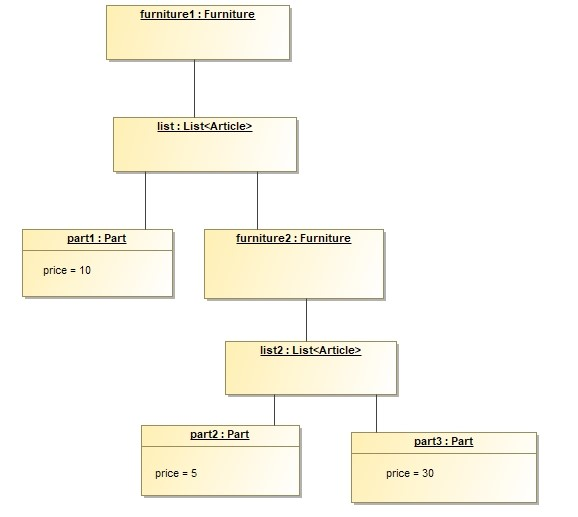 furniture1 : Furniture
list : List<Article>
part1 : Part
price = 10
furniture2 : Furniture
list2 : List<Article>
part2 : Part
price = 5
part3 : Part
price = 30